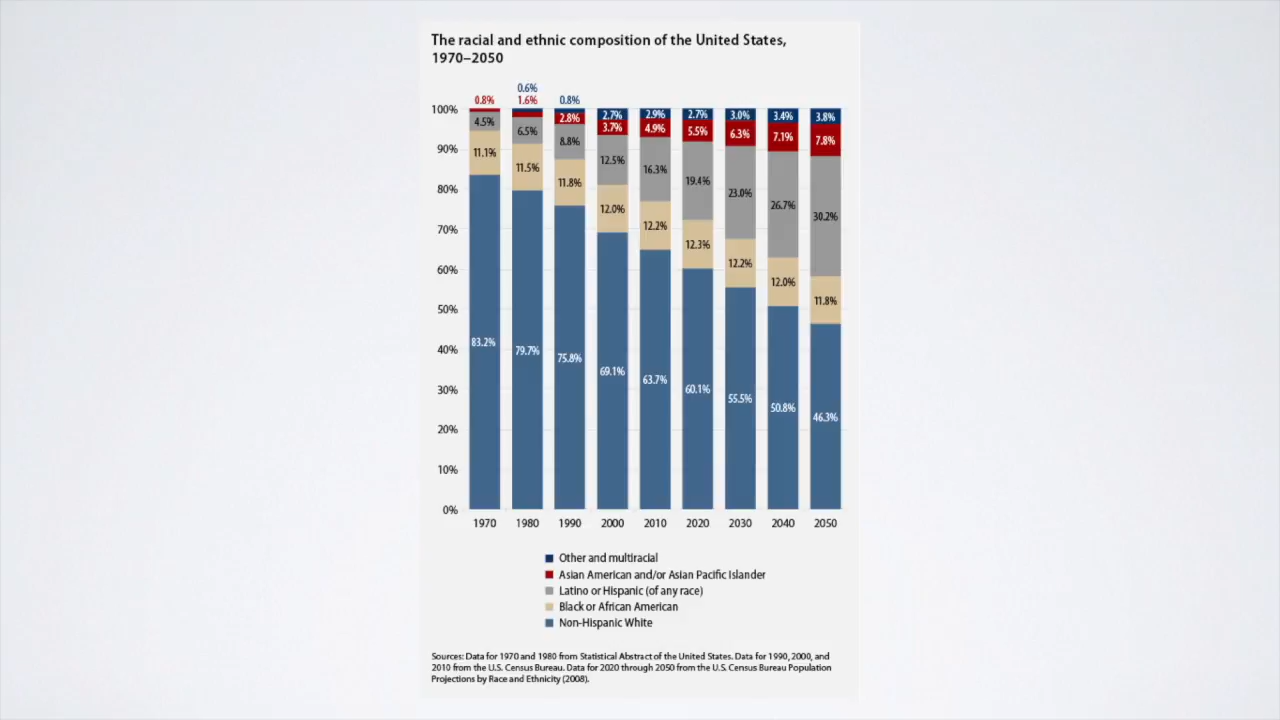 The racial and ethnic composition of the United States,
1970–2050
0.6%
0.8% 1.6% 0.8%
100% 2.7% 2.9% 2.7% 3.0% 3.4% 3.8%
4.5% 6.5% 2.8% 3.7% 4.9% 5.5% 6.3% 7.1% 7.8%
90% 11.1% 11.5% 8.8% 12.5% 16.3% 19.4% 23.0% 26.7% 30.2%
80% 11.8% 12.0% 12.2% 12.3% 12.2% 12.0% 11.8%
70%
60%
50%
40% 83.2% 79.7% 75.8% 69.1% 63.7% 60.1% 55.5% 50.8% 46.3%
30%
20%
10%
0%
1970 1980 1990 2000 2010 2020 2030 2040 2050
Other and multiracial
Asian American and/or Asian Pacific Islander
Latino or Hispanic (of any race)
Black or African American
Non-Hispanic White
Sources: Data for 1970 and 1980 from Statistical Abstract of the United States. Data for 1990, 2000, and
2010 from the U.S. Census Bureau. Data for 2020 through 2050 from the U.S. Census Bureau Population
Projections by Race and Ethnicity (2008).